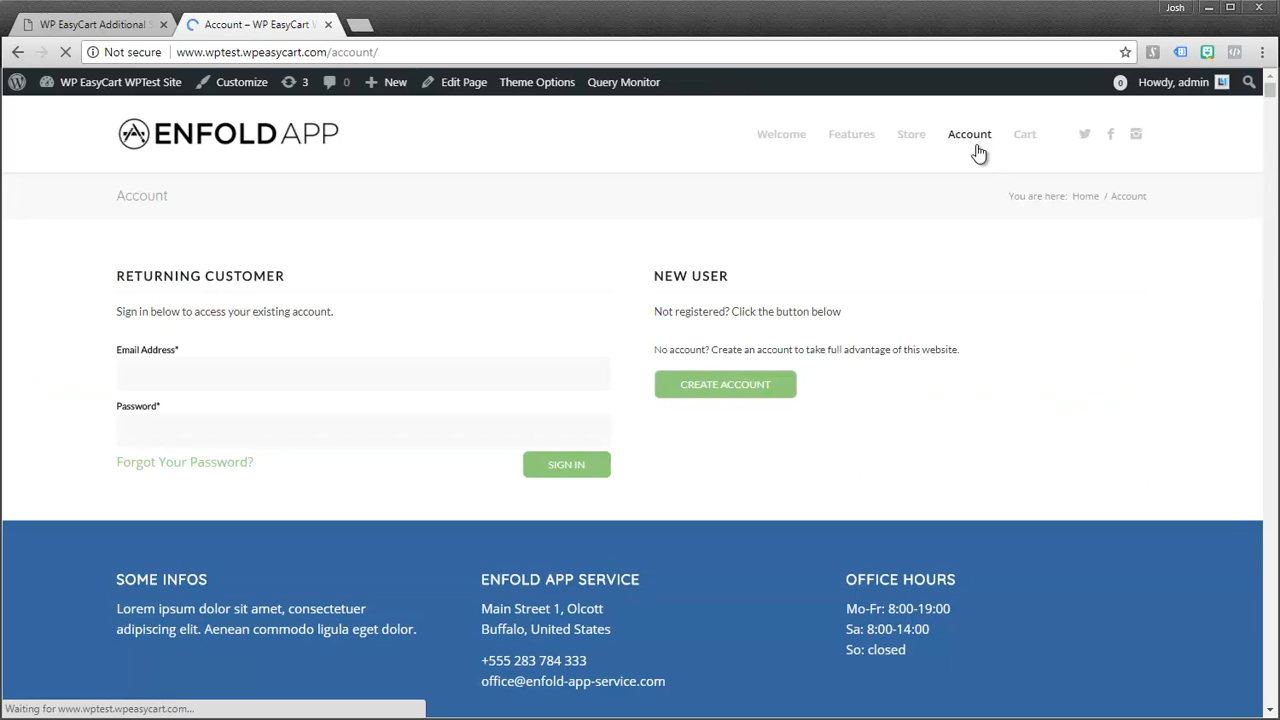 Josh
WP EasyCart Additional S
Account – WP EasyCart W
Not secure
www.wptest.wpeasycart.com/account/
WP EasyCart WPTest Site
Customize
3
0
New
Edit Page
Theme Options
Query Monitor
0
Howdy, admin
ENFOLD APP
Welcome
Features
Store
Account
Cart
Account
You are here: Home / Account
RETURNING CUSTOMER
Sign in below to access your existing account.
Email Address*
Password*
Forgot Your Password?
SIGN IN
NEW USER
Not registered? Click the button below
No account? Create an account to take full advantage of this website.
CREATE ACCOUNT
SOME INFOS
Lorem ipsum dolor sit amet, consectetuer
adipiscing elit. Aenean commodo ligula eget dolor.
ENFOLD APP SERVICE
Main Street 1, Olcott
Buffalo, United States
+555 283 784 333
office@enfold-app-service.com
OFFICE HOURS
Mo-Fr: 8:00-19:00
Sa: 8:00-14:00
So: closed
Waiting for www.wptest.wpeasycart.com...